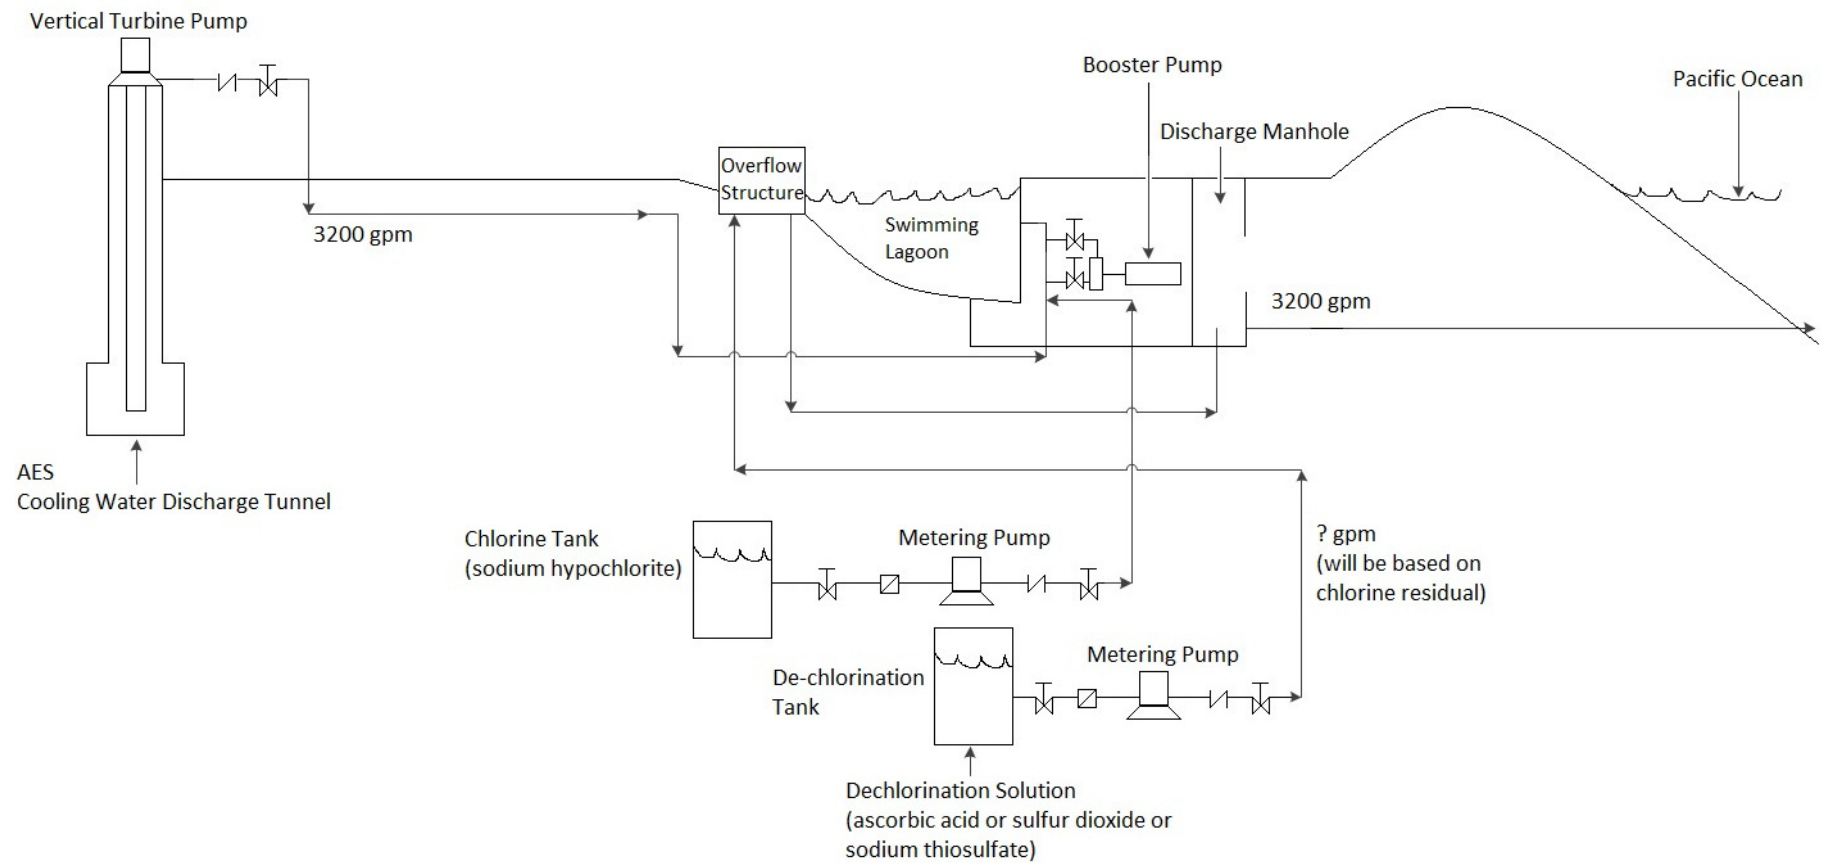 Vertical Turbine Pump
Booster Pump
Pacific Ocean
Discharge Manhole
Overflow
Structure
Swimming
Lagoon
3200 gpm
3200 gpm
AES
Cooling Water Discharge Tunnel
Chlorine Tank
(sodium hypochlorite)
Metering Pump
? gpm
(will be based on
chlorine residual)
De-chlorination
Tank
Metering Pump
Dechlorination Solution
(ascorbic acid or sulfur dioxide or
sodium thiosulfate)